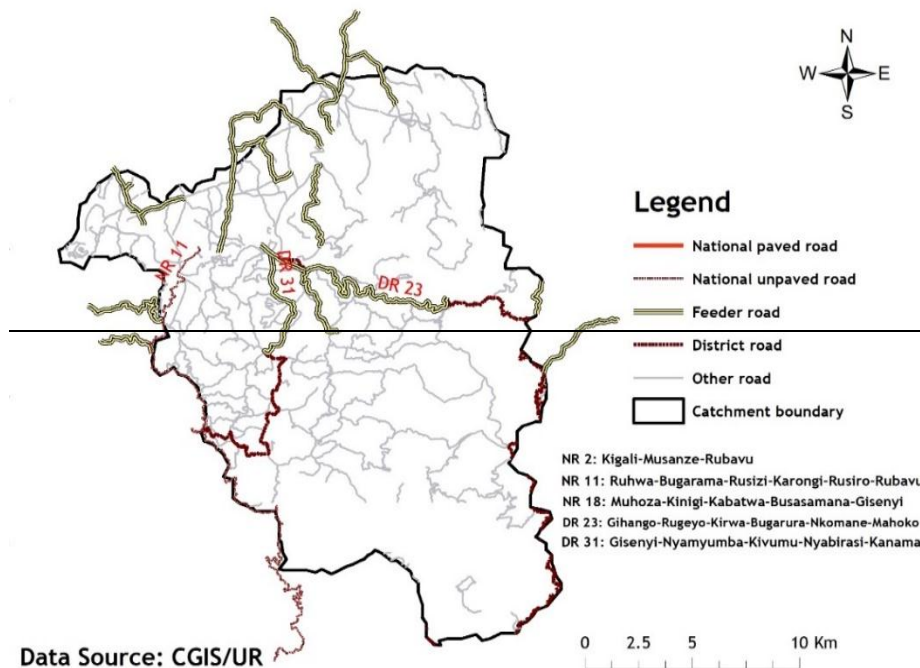 N
W E
S
NR 11
DR 31
DR 23
Legend
National paved road
National unpaved road
Feeder road
District road
Other road
Catchment boundary
NR 2: Kigali-Musanze-Rubavu
NR 11: Ruhwa-Bugarama-Rusizi-Karongi-Rusiro-Rubavu
NR 18: Muhoza-Kinigi-Kabatwa-Busasamana-Gisenyi
DR 23: Gihango-Rugeyo-Kirwa-Bugarura-Nkomane-Mahoko
DR 31: Gisenyi-Nyamyumba-Kivumu-Nyabirasi-Kanama
0 2.5 5 10 Km
Data Source: CGIS/UR